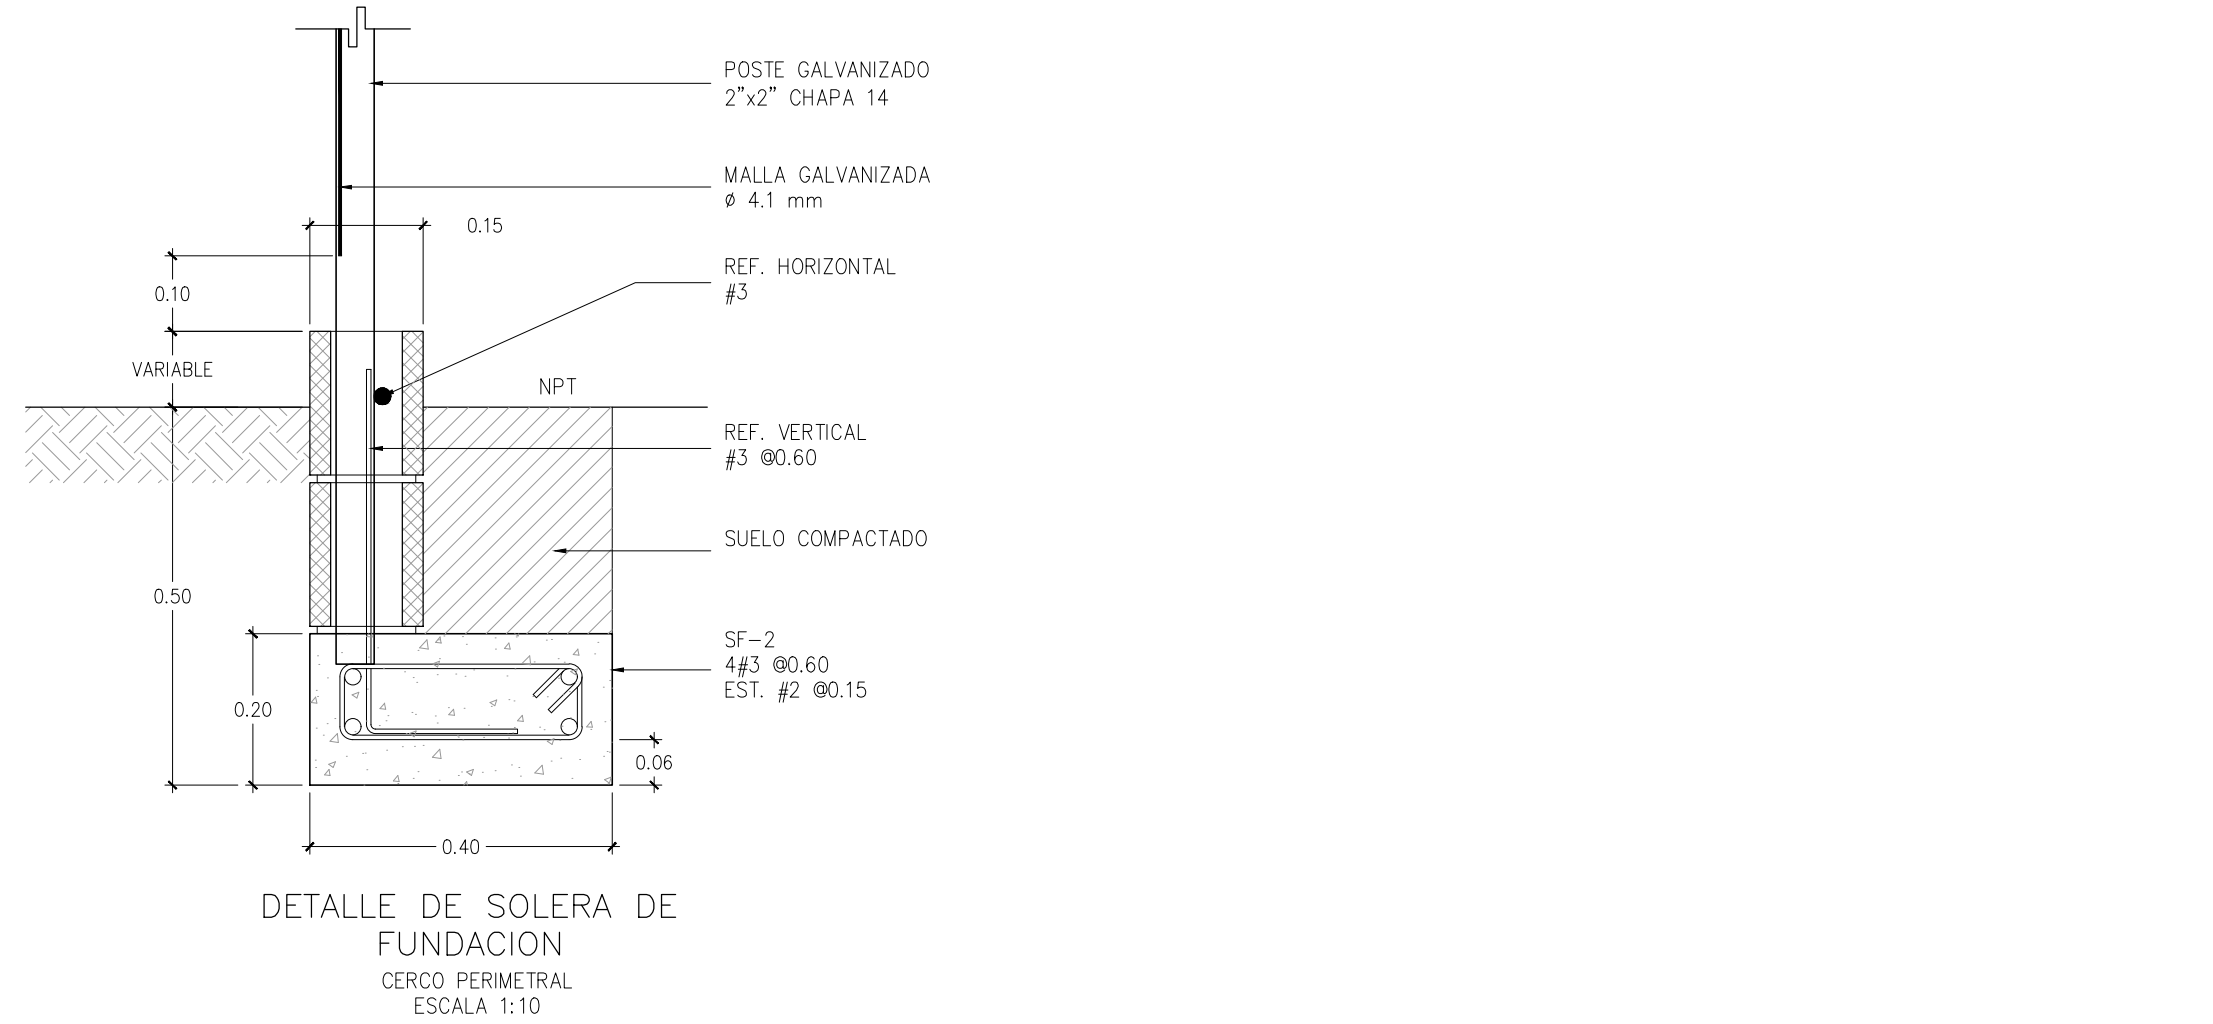 POSTE GALVANIZADO
2”x2” CHAPA 14
MALLA GALVANIZADA
ø 4.1 mm
0.15
REF. HORIZONTAL
#3
0.10
VARIABLE
NPT
REF. VERTICAL
#3 @0.60
SUELO COMPACTADO
0.50
SF-2
4#3 @0.60
EST. #2 @0.15
0.20
0.06
0.40
DETALLE DE SOLERA DE
FUNDACION
CERCO PERIMETRAL
ESCALA 1:10